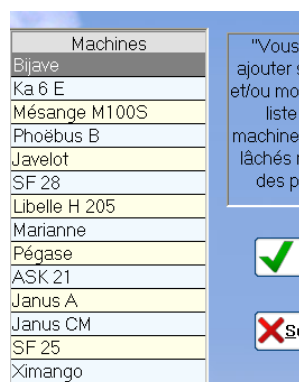 Machines
Bijave
Ka 6 E
Mésange M100S
Phoëbus B
Javelot
SF 28
Libelle H 205
Marianne
Pégase
ASK 21
Janus A
Janus CM
SF 25
Ximango
"Vous
ajouter
et/ou mo
liste
machine
lâchés
des p